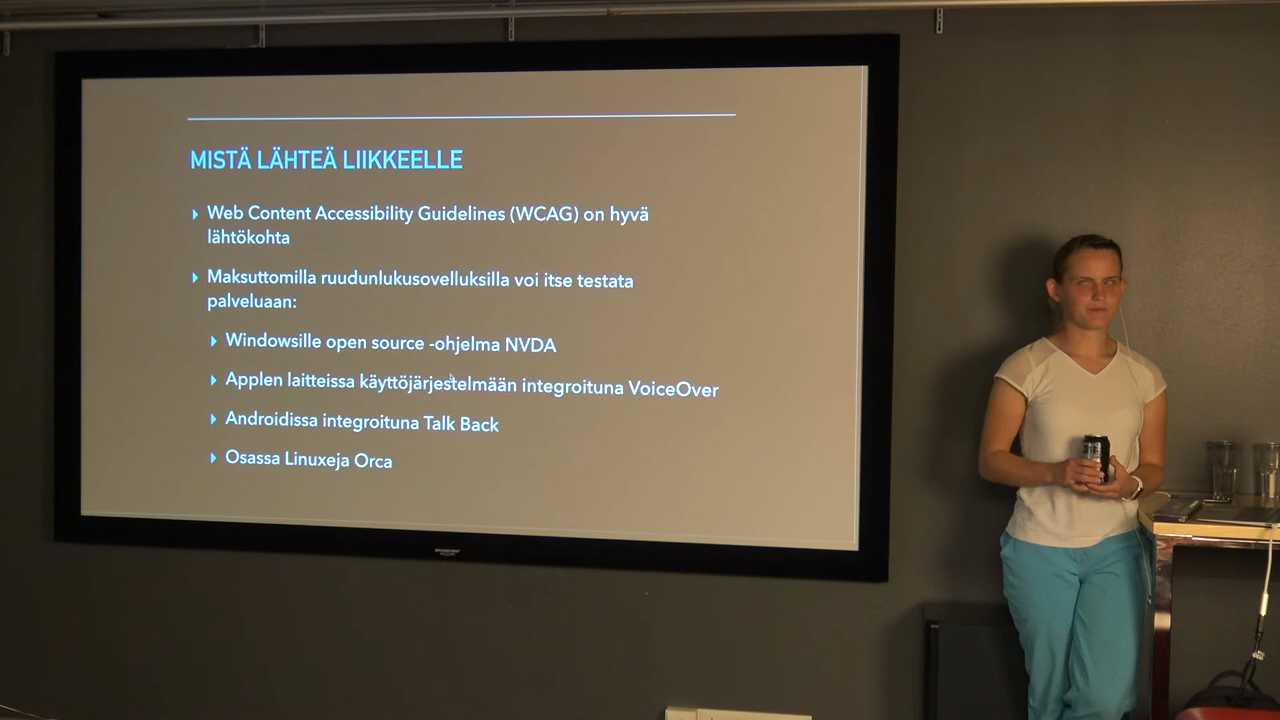 MISTÄ LÄHTEÄ LIIKKEELLE
Web Content Accessibility Guidelines (WCAG) on hyvä
lähtökohta
Maksuttomilla ruudunlukusovelluksilla voi itse testata
palveluaan:
Windowsille open source -ohjelma NVDA
Applen laitteissa käyttöjärjestelmään integroituna VoiceOver
Androidissa integroituna Talk Back
Osassa Linuxeja Orca